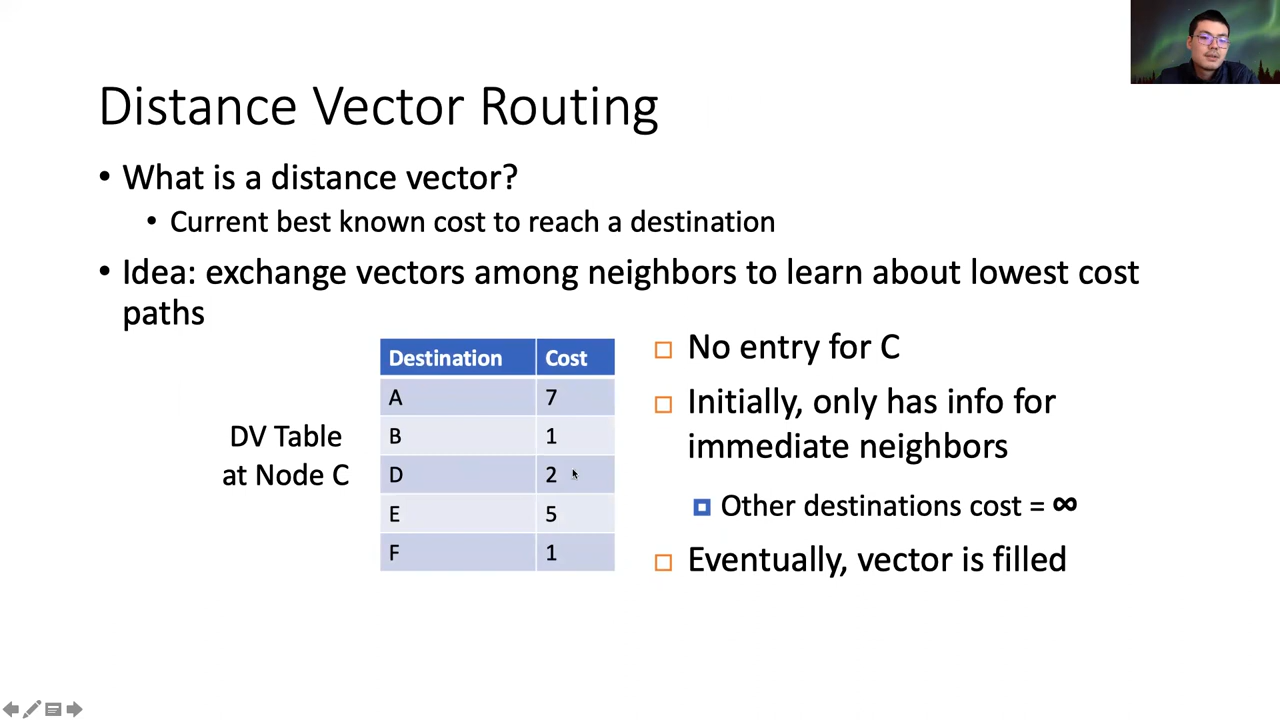 Distance Vector Routing
• What is a distance vector?
• Current best known cost to reach a destination
• Idea: exchange vectors among neighbors to learn about lowest cost
paths
DV Table
at Node C
Destination Cost
A 7
B 1
D 2
E 5
F 1
No entry for C
Initially, only has info for
immediate neighbors
Other destinations cost = ∞
Eventually, vector is filled